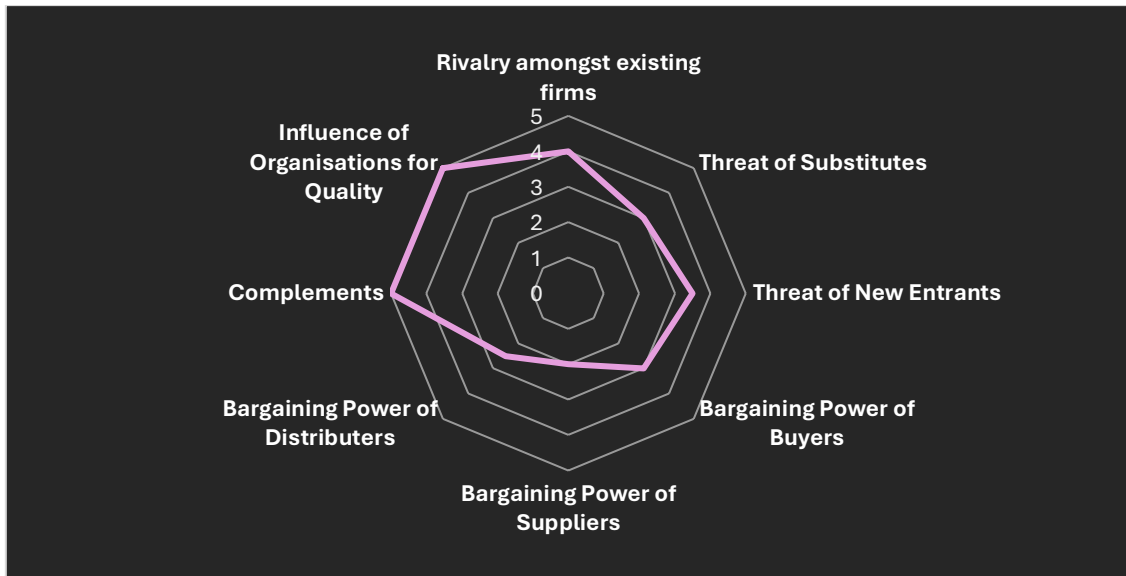 Rivalry amongst existing
firms
Threat of Substitutes
Threat of New Entrants
Bargaining Power of
Buyers
Bargaining Power of
Suppliers
Bargaining Power of
Distributers
Complements
Influence of
Organisations for
Quality
5
4
3
2
1
0